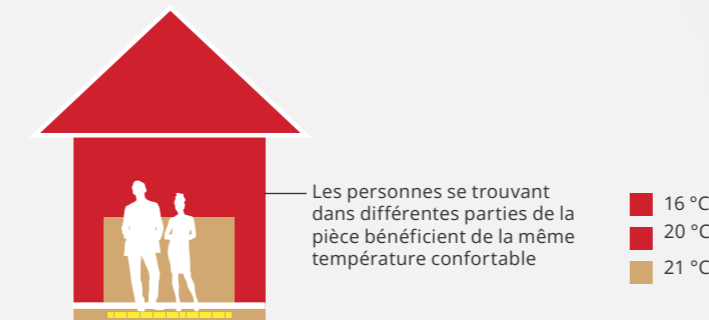 Les personnes se trouvant
dans différentes parties de la
pièce bénéficient de la même
température confortable
16 °C
20 °C
21 °C